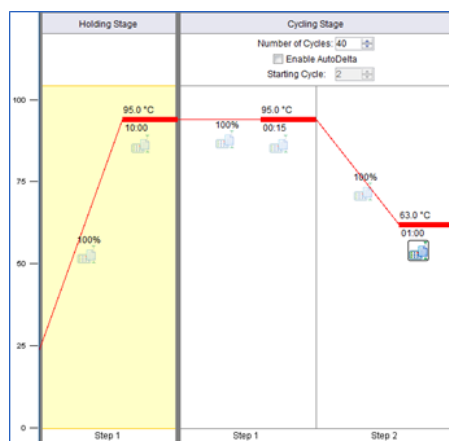 Holding Stage
Cycling Stage
Number of Cycles: 40
Enable AutoDelta
Starting Cycle: 2
100
95.0 °C
95.0 °C
10:00
100%
00:15
75
100%
63.0 °C
01:00
100%
50
25
0
Step 1
Step 1
Step 2